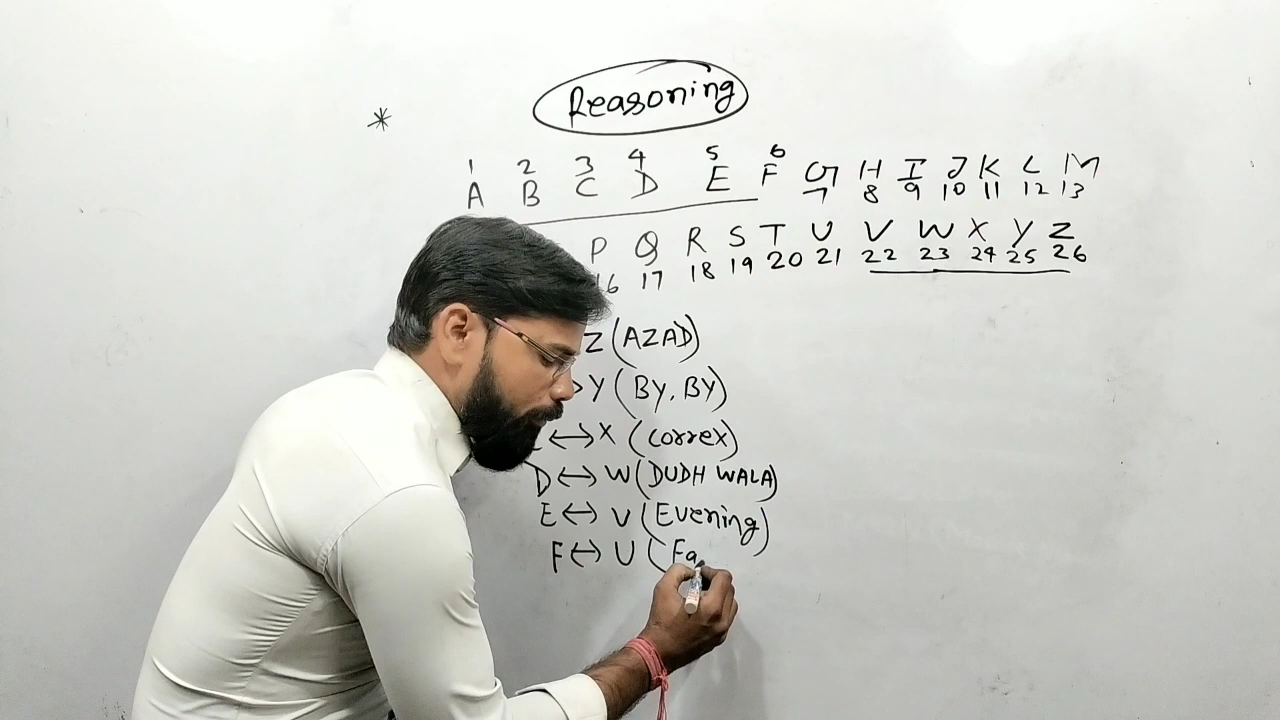 Reasoning
*
1 2 3 4 5 6
A B C D E F G H I J K L M
7 8 9 10 11 12 13
P Q R S T U V W X Y Z
16 17 18 19 20 21 22 23 24 25 26
Z (AZAD)
Y (BY, BY)
↔ X (Correx)
D ↔ W (DUDH WALA)
E ↔ V (Evening)
F ↔ U (Fa